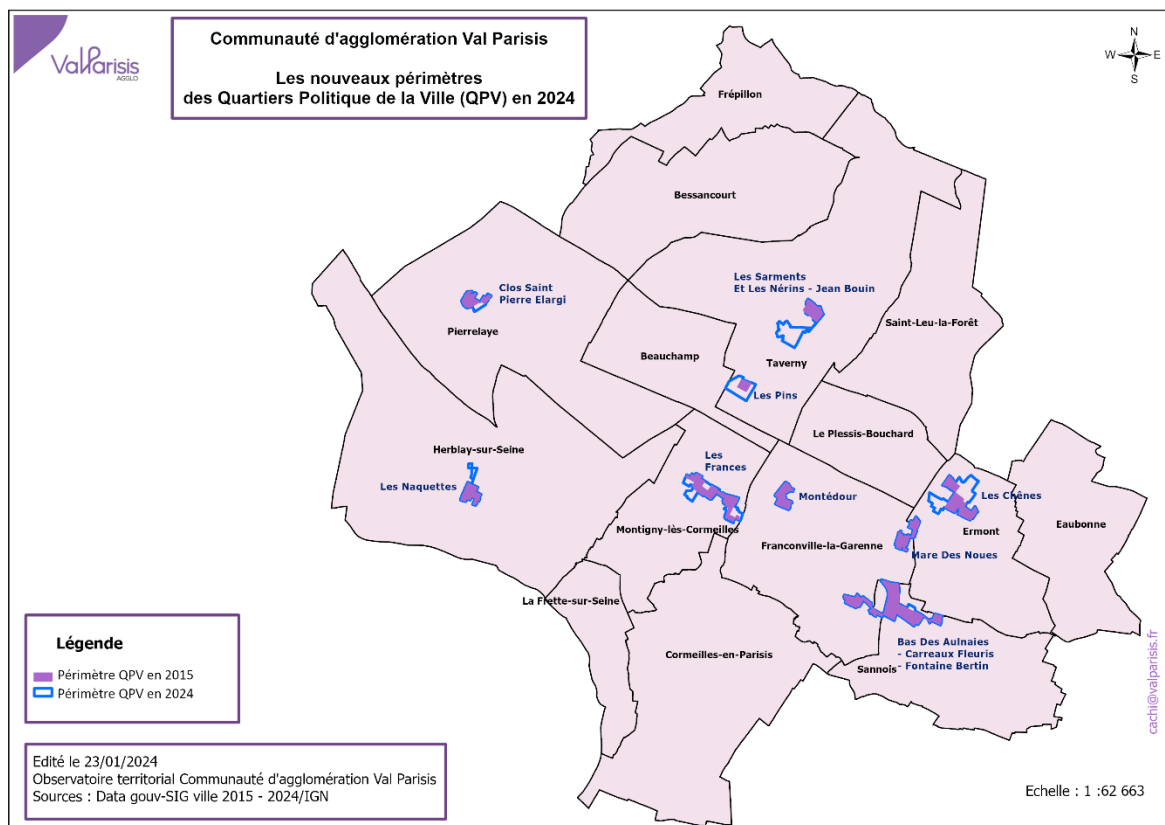 ValParisis
AGGLO
Communauté d'agglomération Val Parisis
Les nouveaux périmètres
des Quartiers Politique de la Ville (QPV) en 2024
N
W E
S
Frépillon
Bessancourt
Les Sarments
Et Les Nérins - Jean Bouin
Clos Saint
Pierre Elargi
Saint-Leu-la-Forêt
Pierrelaye
Beauchamp
Taverny
Les Pins
Le Plessis-Bouchard
Herblay-sur-Seine
Les
Frances
Les Naquettes
Montédour
Les Chênes
Eaubonne
Montigny-lès-Cormeilles
Ermont
Franconville-la-Garenne
Mare Des Noues
La Frette-sur-Seine
Bas Des Aulnaies
- Carreaux Fleuris
- Fontaine Bertin
Cormeilles-en-Parisis
Sannois
Légende
Périmètre QPV en 2015
Périmètre QPV en 2024
cachi@valparisis.fr
Edité le 23/01/2024
Observatoire territorial Communauté d'agglomération Val Parisis
Sources : Data gouv-SIG ville 2015 - 2024/IGN
Echelle : 1 :62 663